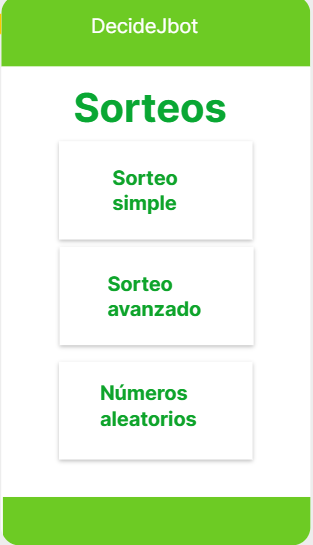 DecideJbot
Sorteos
Sorteo
simple
Sorteo
avanzado
Números
aleatorios